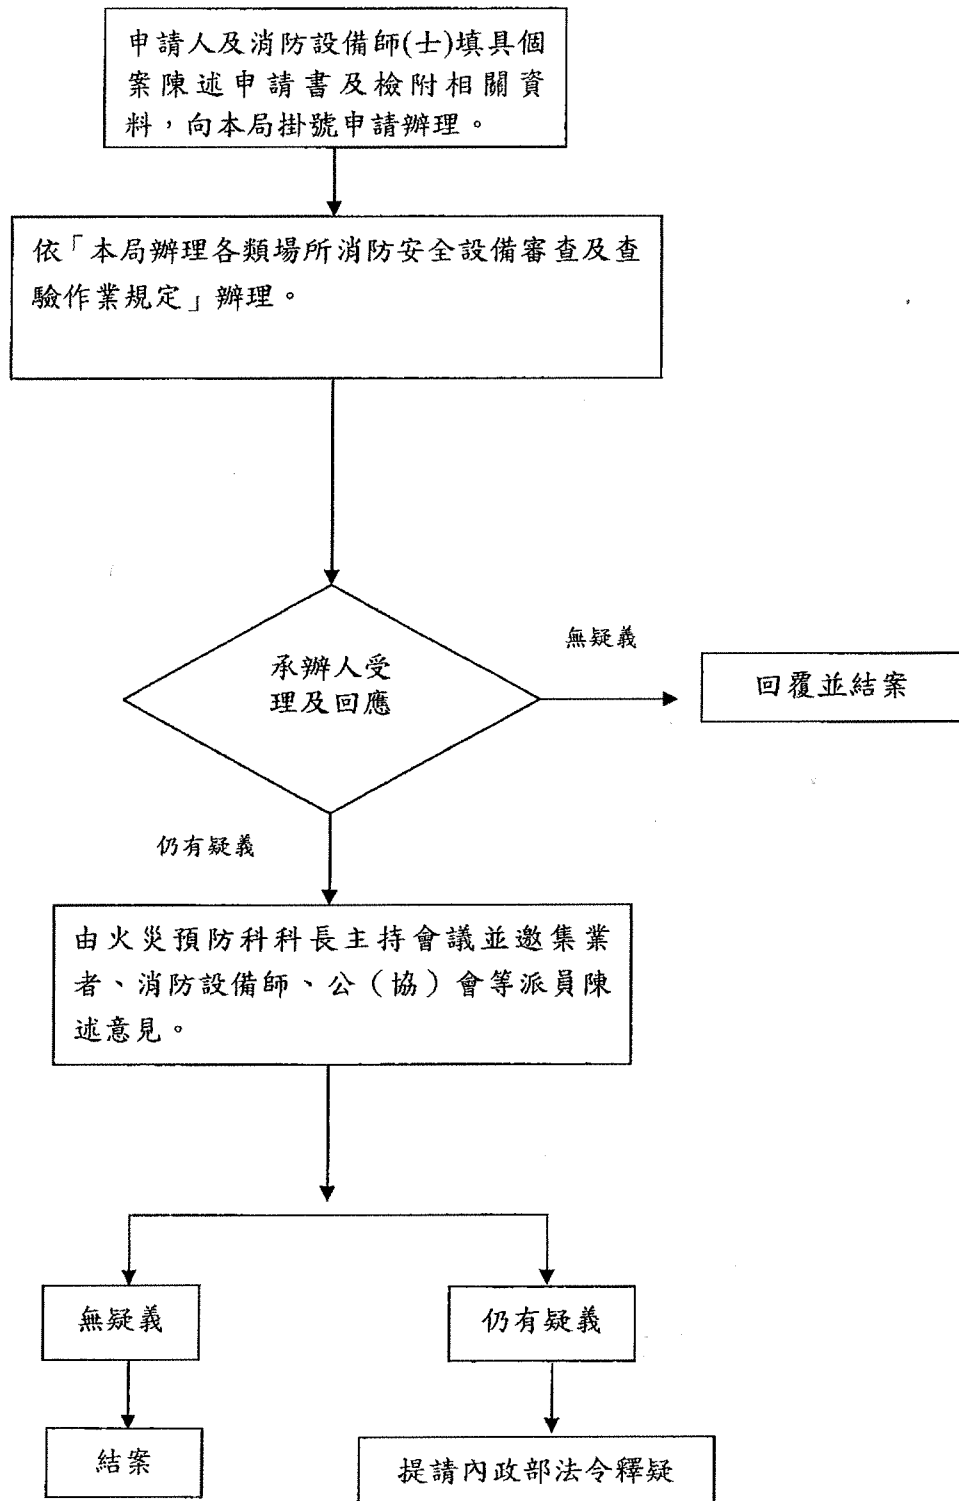 申請人及消防設備師(士)填具個
案陳述申請書及檢附相關資
料，向本局掛號申請辦理。
依「本局辦理各類場所消防安全設備審查及查
驗作業規定」辦理。
承辦人受
理及回應
無疑義
回覆並結案
仍有疑義
由火災預防科科長主持會議並邀集業
者、消防設備師、公（協）會等派員陳
述意見。
無疑義
仍有疑義
結案
提請內政部法令釋疑